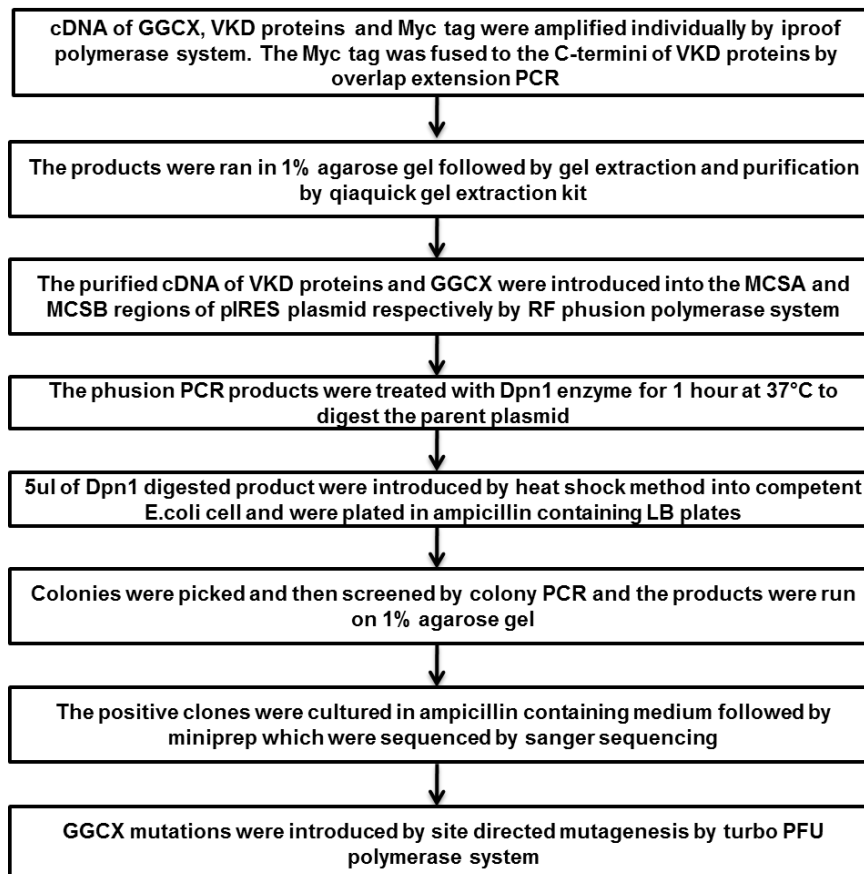 cDNA of GGCX, VKD proteins and Myc tag were amplified individually by iproof
polymerase system. The Myc tag was fused to the C-termini of VKD proteins by
overlap extension PCR
The products were ran in 1% agarose gel followed by gel extraction and purification
by qiaquick gel extraction kit
The purified cDNA of VKD proteins and GGCX were introduced into the MCSA and
MCSB regions of pIRES plasmid respectively by RF phusion polymerase system
The phusion PCR products were treated with Dpn1 enzyme for 1 hour at 37°C to
digest the parent plasmid
5ul of Dpn1 digested product were introduced by heat shock method into competent
E.coli cell and were plated in ampicillin containing LB plates
Colonies were picked and then screened by colony PCR and the products were run
on 1% agarose gel
The positive clones were cultured in ampicillin containing medium followed by
miniprep which were sequenced by sanger sequencing
GGCX mutations were introduced by site directed mutagenesis by turbo PFU
polymerase system